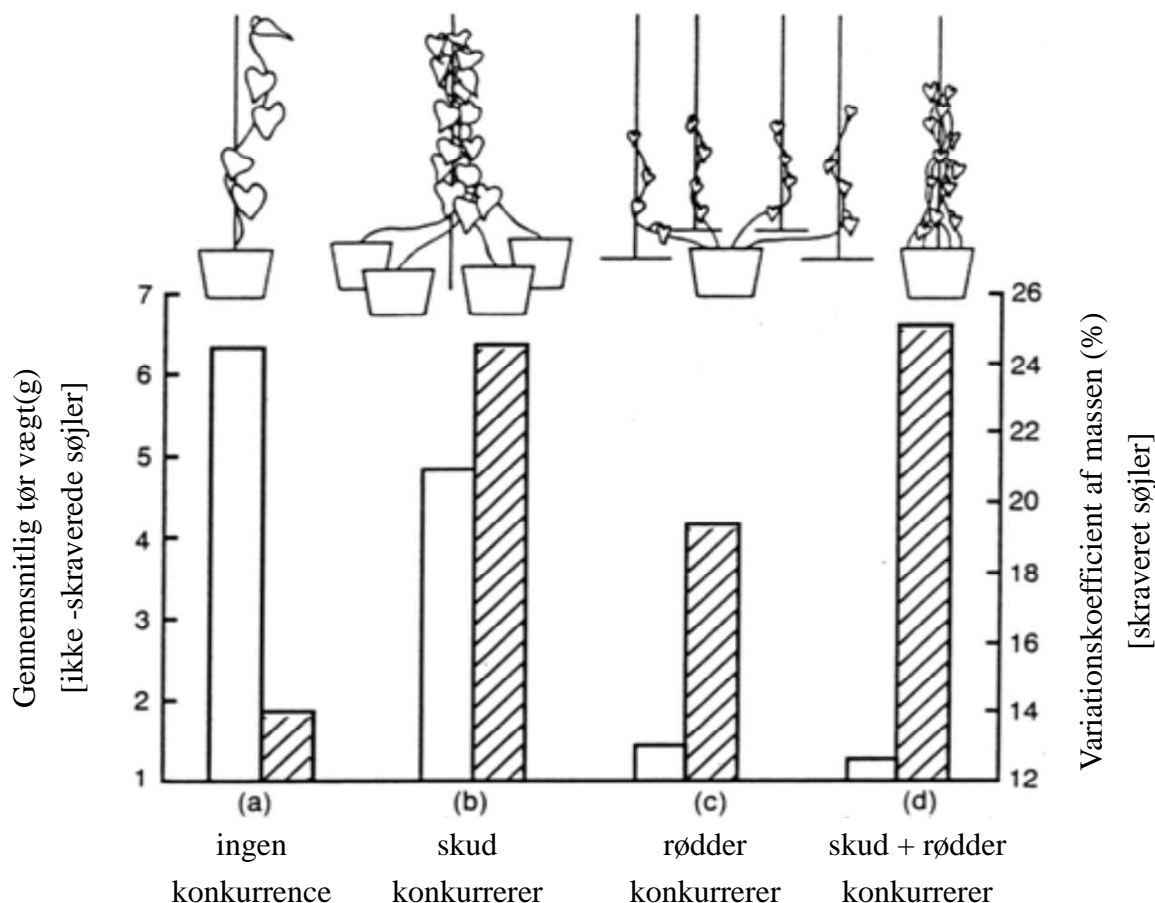 Gennemsnitlig tør vægt(g)
[ikke -skraverede søjler]
7
6
5
4
3
2
1
26
24
22
20
18
16
14
12
Variationskoefficient af massen (%)
[skraveret søjler]
(a)
(b)
(c)
(d)
ingen
konkurrence
skud
konkurrerer
rødder
konkurrerer
skud + rødder
konkurrerer